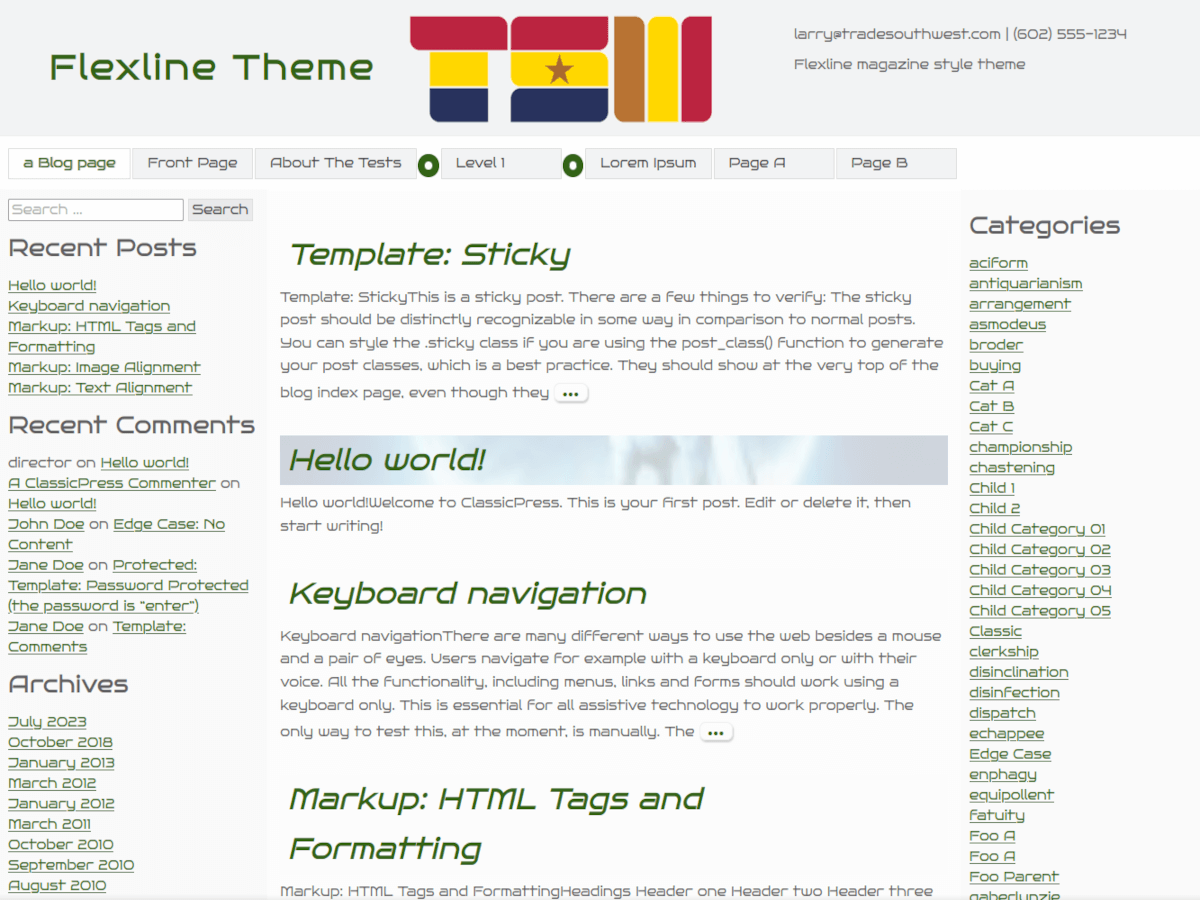 Flexline Theme
TSW
larry@tradesouthwest.com | (602) 555-1234
Flexline magazine style theme
a Blog page
Front Page
About The Tests
Level 1
Lorem Ipsum
Page A
Page B
Search ...
Search
Recent Posts
Hello world!
Keyboard navigation
Markup: HTML Tags and
Formatting
Markup: Image Alignment
Markup: Text Alignment
Recent Comments
director on Hello world!
A ClassicPress Commenter on
Hello world!
John Doe on Edge Case: No
Content
Jane Doe on Protected:
Template: Password Protected
(the password is “enter”)
Jane Doe on Template:
Comments
Archives
July 2023
October 2018
January 2013
March 2012
January 2012
March 2011
October 2010
September 2010
August 2010
Template: Sticky
Template: StickyThis is a sticky post. There are a few things to verify: The sticky
post should be distinctly recognizable in some way in comparison to normal posts.
You can style the .sticky class if you are using the post_class() function to generate
your post classes, which is a best practice. They should show at the very top of the
blog index page, even though they ...
Hello world!
Hello world!Welcome to ClassicPress. This is your first post. Edit or delete it, then
start writing!
Keyboard navigation
Keyboard navigationThere are many different ways to use the web besides a mouse
and a pair of eyes. Users navigate for example with a keyboard only or with their
voice. All the functionality, including menus, links and forms should work using a
keyboard only. This is essential for all assistive technology to work properly. The
only way to test this, at the moment, is manually. The ...
Markup: HTML Tags and
Formatting
Markup: HTML Tags and FormattingHeadings Header one Header two Header three
Categories
aciform
antiquarianism
arrangement
asmodeus
broder
buying
Cat A
Cat B
Cat C
championship
chastening
Child 1
Child 2
Child Category 01
Child Category 02
Child Category 03
Child Category 04
Child Category 05
Classic
clerkship
disinclination
disinfection
dispatch
echappee
Edge Case
enphagy
equipollent
fatuity
Foo A
Foo A
Foo Parent
gaberlunzie